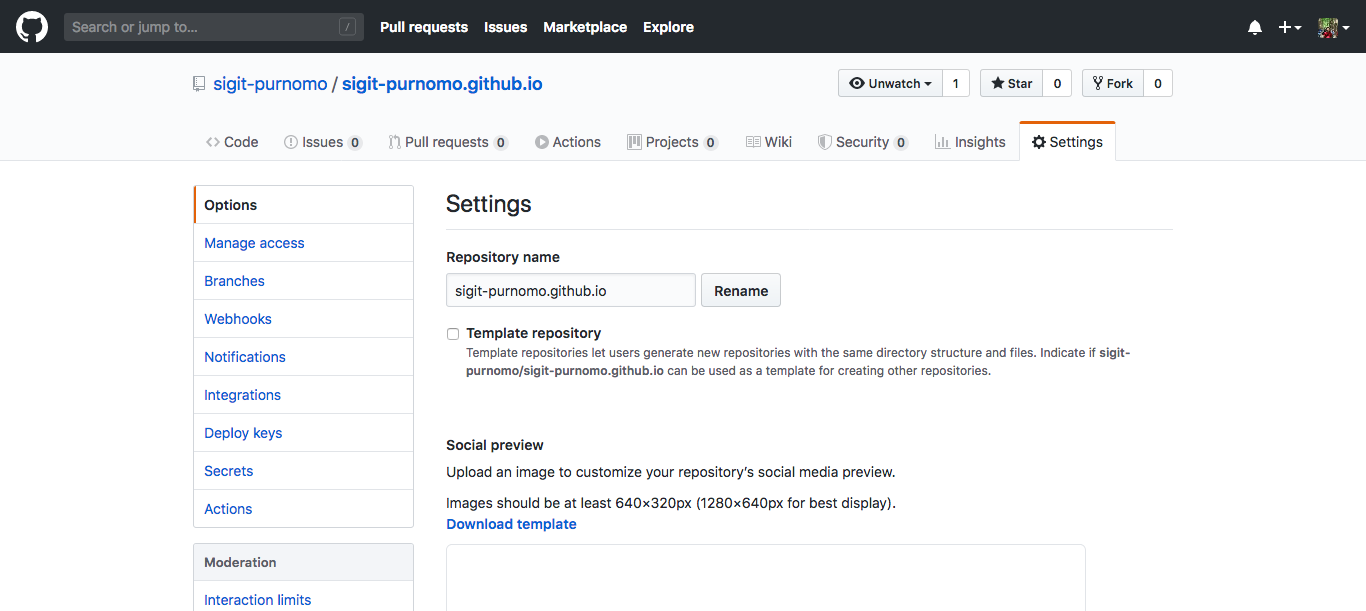 Search or jump to... /
Pull requests Issues Marketplace Explore
sigit-purnomo / sigit-purnomo.github.io
Unwatch 1 Star 0 Fork 0
Code Issues 0 Pull requests 0 Actions Projects 0 Wiki Security 0 Insights Settings
Options
Manage access
Branches
Webhooks
Notifications
Integrations
Deploy keys
Secrets
Actions
Moderation
Interaction limits
Settings
Repository name
sigit-purnomo.github.io Rename
Template repository
Template repositories let users generate new repositories with the same directory structure and files. Indicate if sigit-
purnomo/sigit-purnomo.github.io can be used as a template for creating other repositories.
Social preview
Upload an image to customize your repository’s social media preview.
Images should be at least 640×320px (1280×640px for best display).
Download template